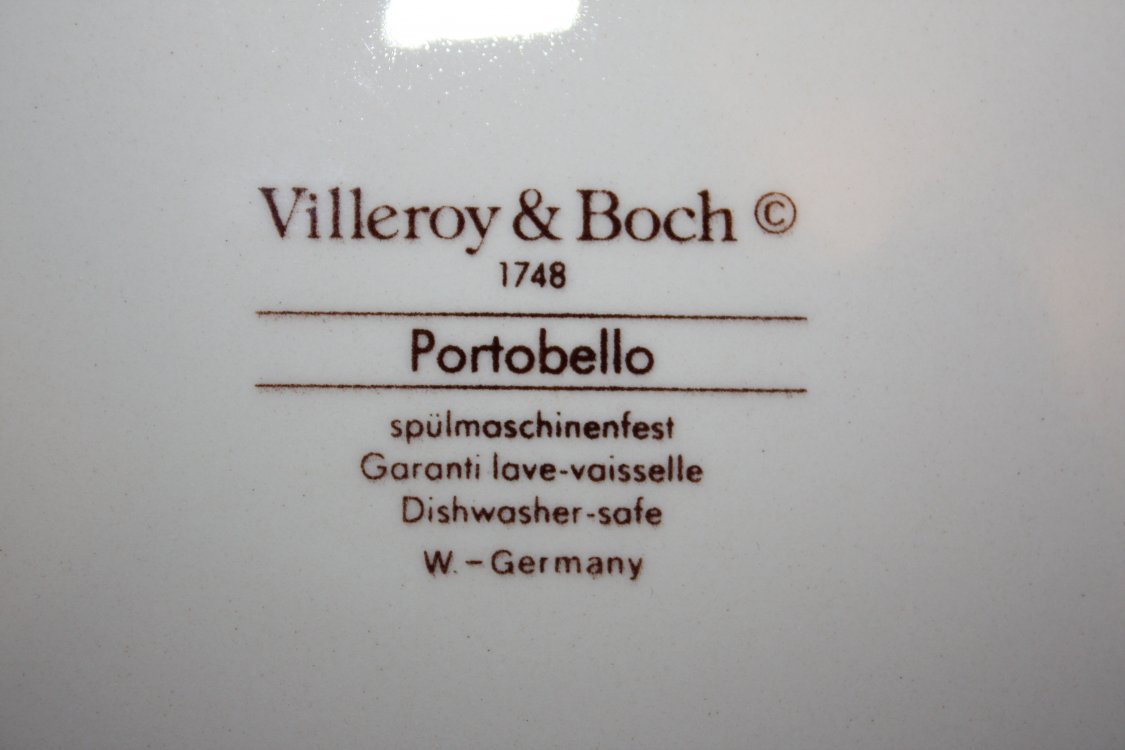 Villeroy & Boch ©
1748
Portobello
spülmaschinenfest
Garanti lave-vaisselle
Dishwasher-safe
W.-Germany